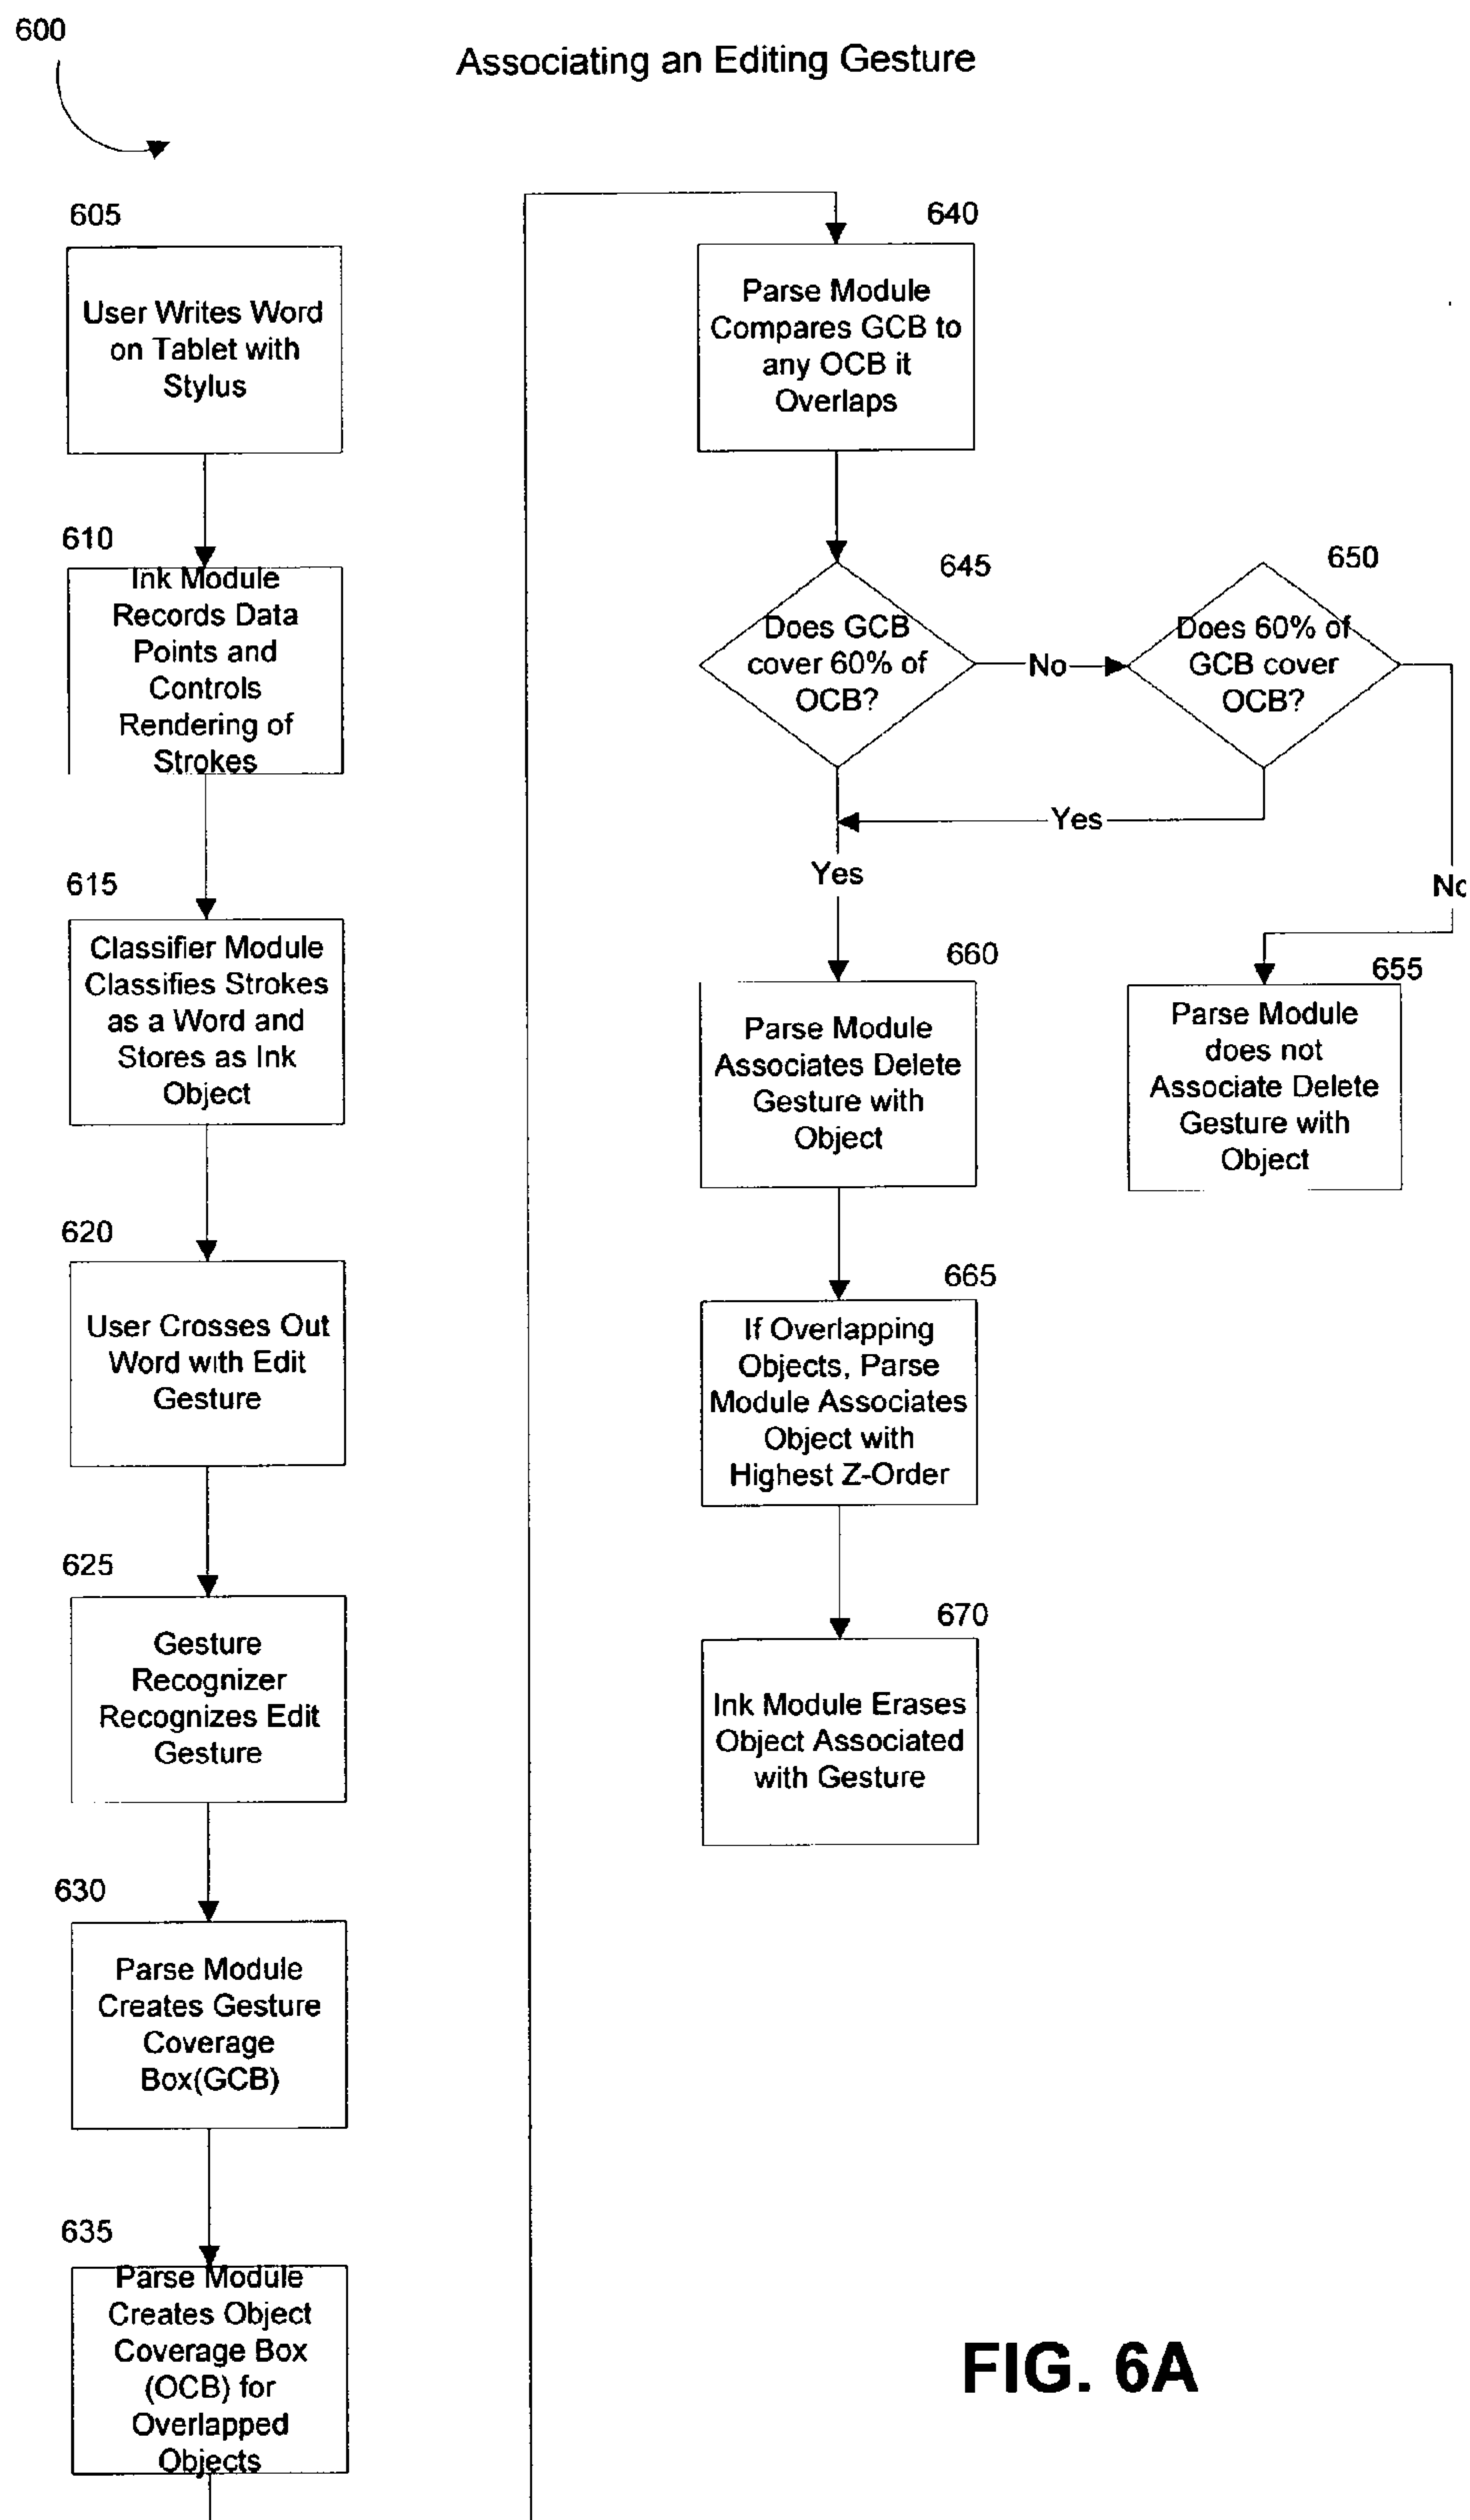 600
Associating an Editing Gesture
605
User Writes Word
on Tablet with
Stylus
610
Ink Module
Records Data
Points and
Controls
Rendering of
Strokes
615
Classifier Module
Classifies Strokes
as a Word and
Stores as Ink
Object
620
User Crosses Out
Word with Edit
Gesture
625
Gesture
Recognizer
Recognizes Edit
Gesture
630
Parse Module
Creates Gesture
Coverage
Box(GCB)
635
Parse Module
Creates Object
Coverage Box
(OCB) for
Overlapped
Objects
640
Parse Module
Compares GCB to
any OCB it
Overlaps
645
Does GCB
cover 60% of
OCB?
No
650
Does 60% of
GCB cover
OCB?
Yes
Yes
No
655
Parse Module
does not
Associate Delete
Gesture with
Object
660
Parse Module
Associates Delete
Gesture with
Object
665
If Overlapping
Objects, Parse
Module Associates
Object with
Highest Z-Order
670
Ink Module Erases
Object Associated
with Gesture
FIG. 6A